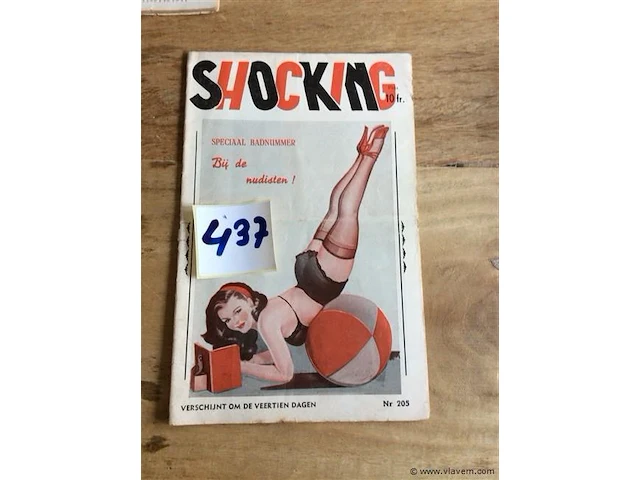 SHOCKING
10 fr.
SPECIAAL BADNUMMER
Bij de
nudisten !
437
VERSCHIJNT OM DE VEERTIEN DAGEN
Nr 205
© www.vlavem.com